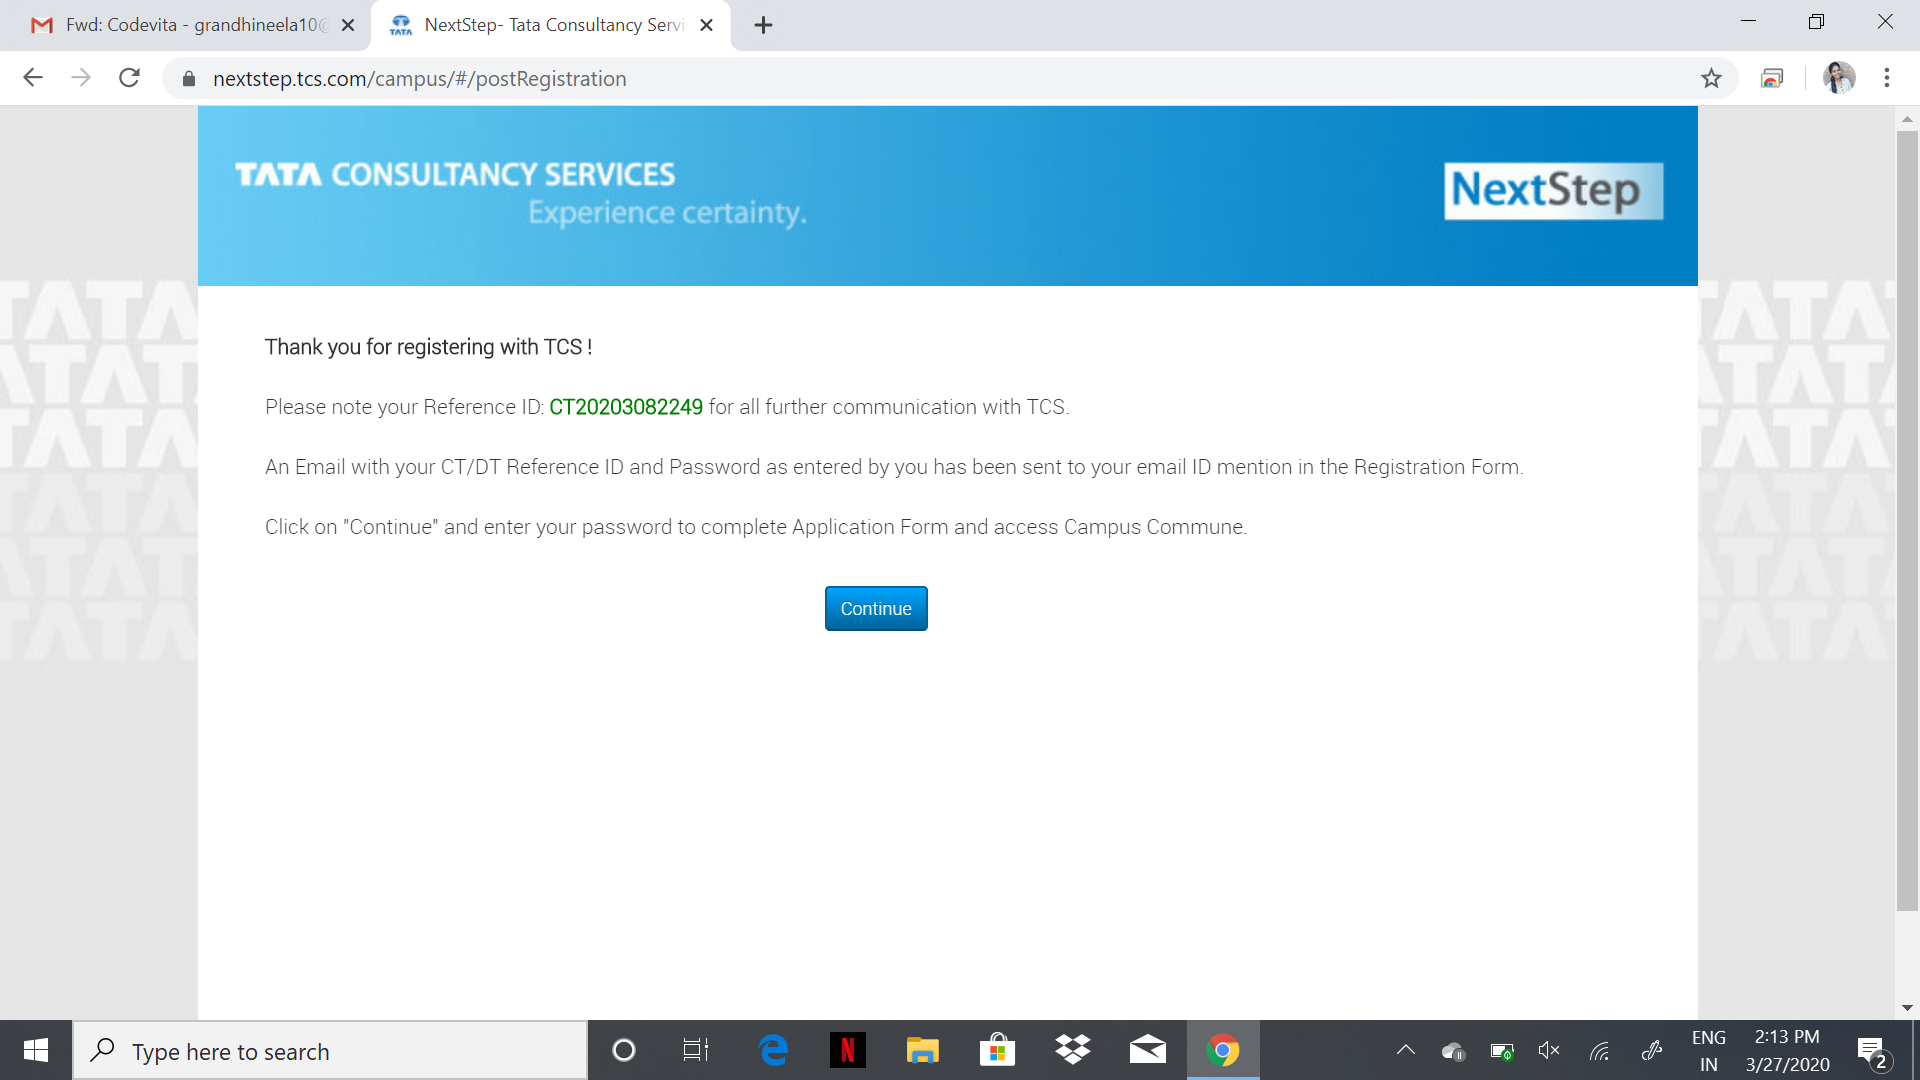 Fwd: Codevita - grandhineela10@
NextStep- Tata Consultancy Servi
nextstep.tcs.com/campus/#/postRegistration
TATA CONSULTANCY SERVICES
Experience certainty.
NextStep
Thank you for registering with TCS !
Please note your Reference ID: CT20203082249 for all further communication with TCS.
An Email with your CT/DT Reference ID and Password as entered by you has been sent to your email ID mention in the Registration Form.
Click on "Continue" and enter your password to complete Application Form and access Campus Commune.
Continue
Type here to search
ENG
IN
2:13 PM
3/27/2020
2